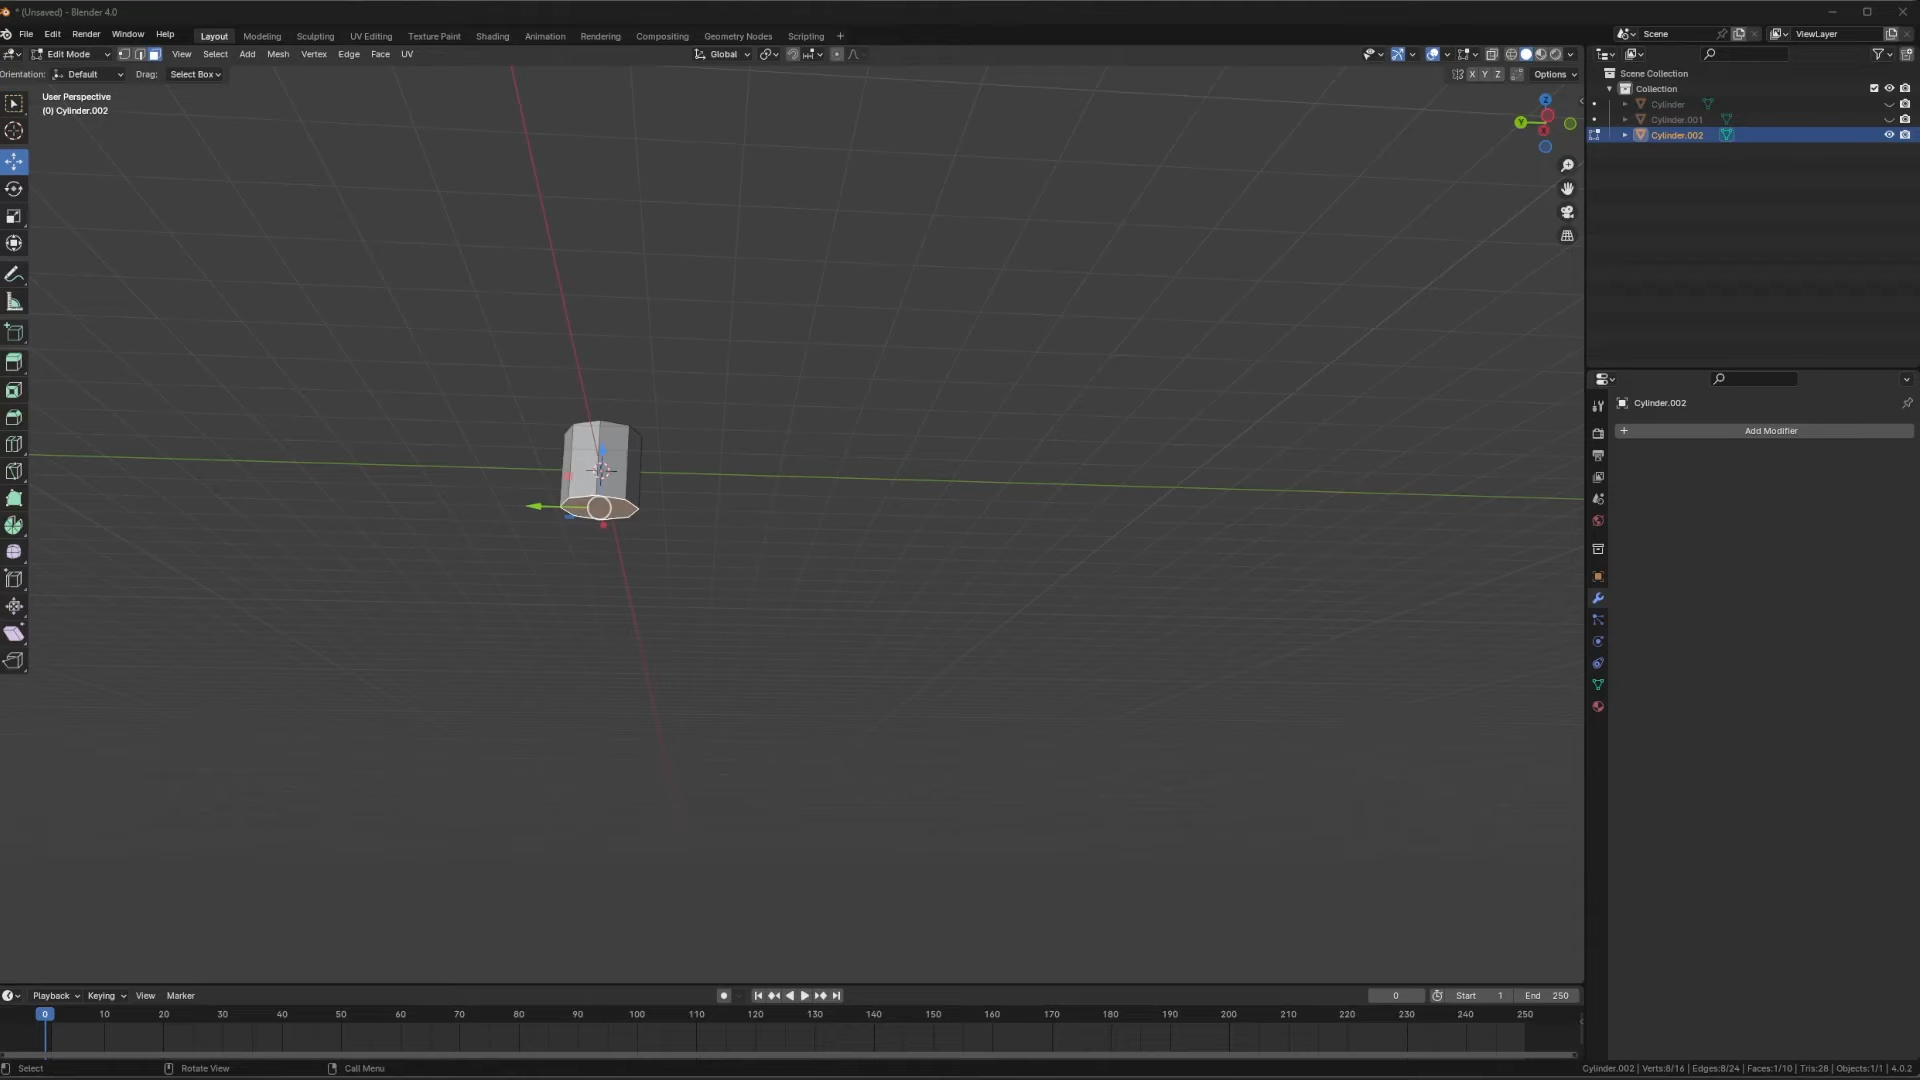 * (Unsaved) - Blender 4.0
File Edit Render Window Help Layout Modeling Sculpting UV Editing Texture Paint Shading Animation Rendering Compositing Geometry Nodes Scripting + Scene ViewLayer
Edit Mode View Select Add Mesh Vertex Edge Face UV Global
Orientation: Default Drag: Select Box X Y Z Options
Scene Collection
Collection
Cylinder
Cylinder.001
Cylinder.002
User Perspective
(0) Cylinder.002
Z
Y
X
Cylinder.002
+ Add Modifier
Playback Keying View Marker 0 Start 1 End 250
0 10 20 30 40 50 60 70 80 90 100 110 120 130 140 150 160 170 180 190 200 210 220 230 240 250
Select Rotate View Call Menu Cylinder.002 | Verts:8/16 | Edges:8/24 | Faces:1/10 | Tris:28 | Objects:1/1 | 4.0.2